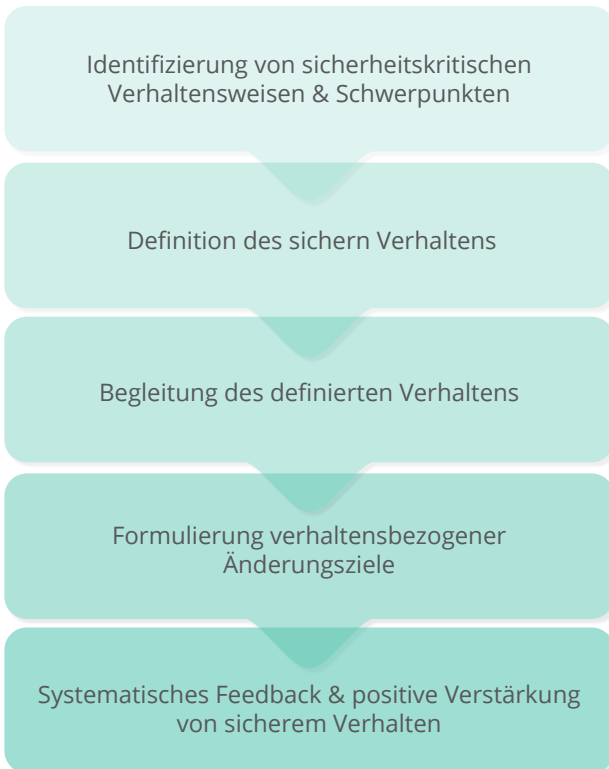 Identifizierung von sicherheitskritischen
Verhaltensweisen & Schwerpunkten
Definition des sichern Verhaltens
Begleitung des definierten Verhaltens
Formulierung verhaltensbezogener
Änderungsziele
Systematisches Feedback & positive Verstärkung
von sicherem Verhalten